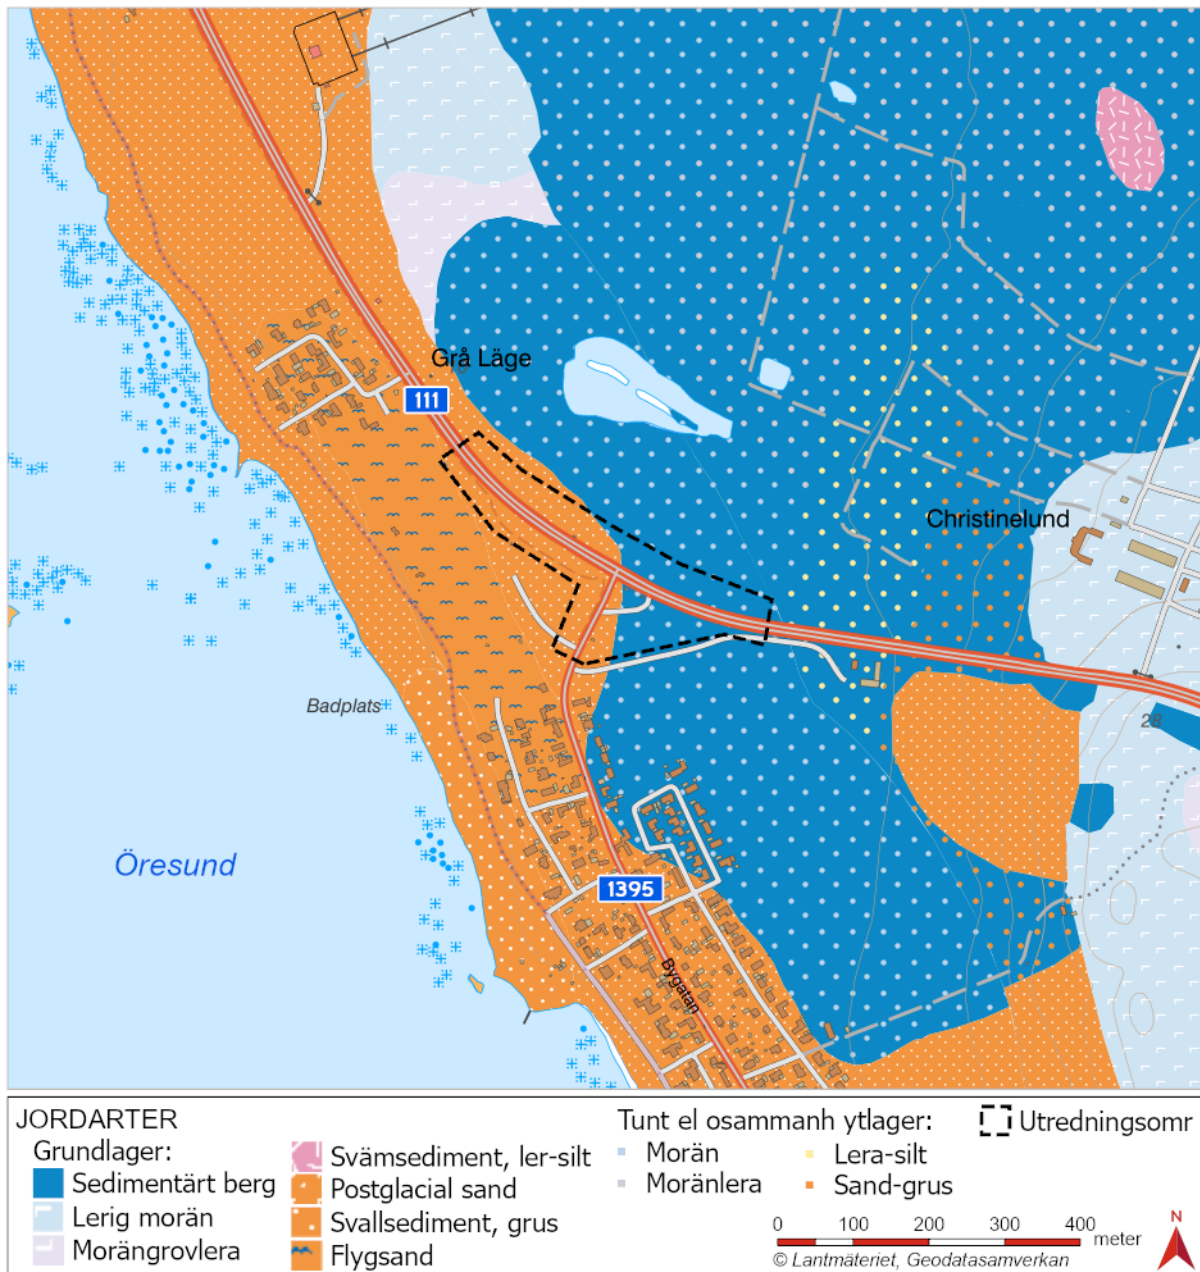 Grå Läge
111
Christinelund
Badplats
28
Öresund
1395
Bygatan
JORDARTER
Grundlager:
Sedimentärt berg
Lerig morän
Morängrovlera
Svämsediment, ler-silt
Postglacial sand
Svallsediment, grus
Flygsand
Tunt el osammanh ytlager:
Morän
Moränlera
Lera-silt
Sand-grus
Utredningsomr
0 100 200 300 400
meter
© Lantmäteriet, Geodatasamverkan
N